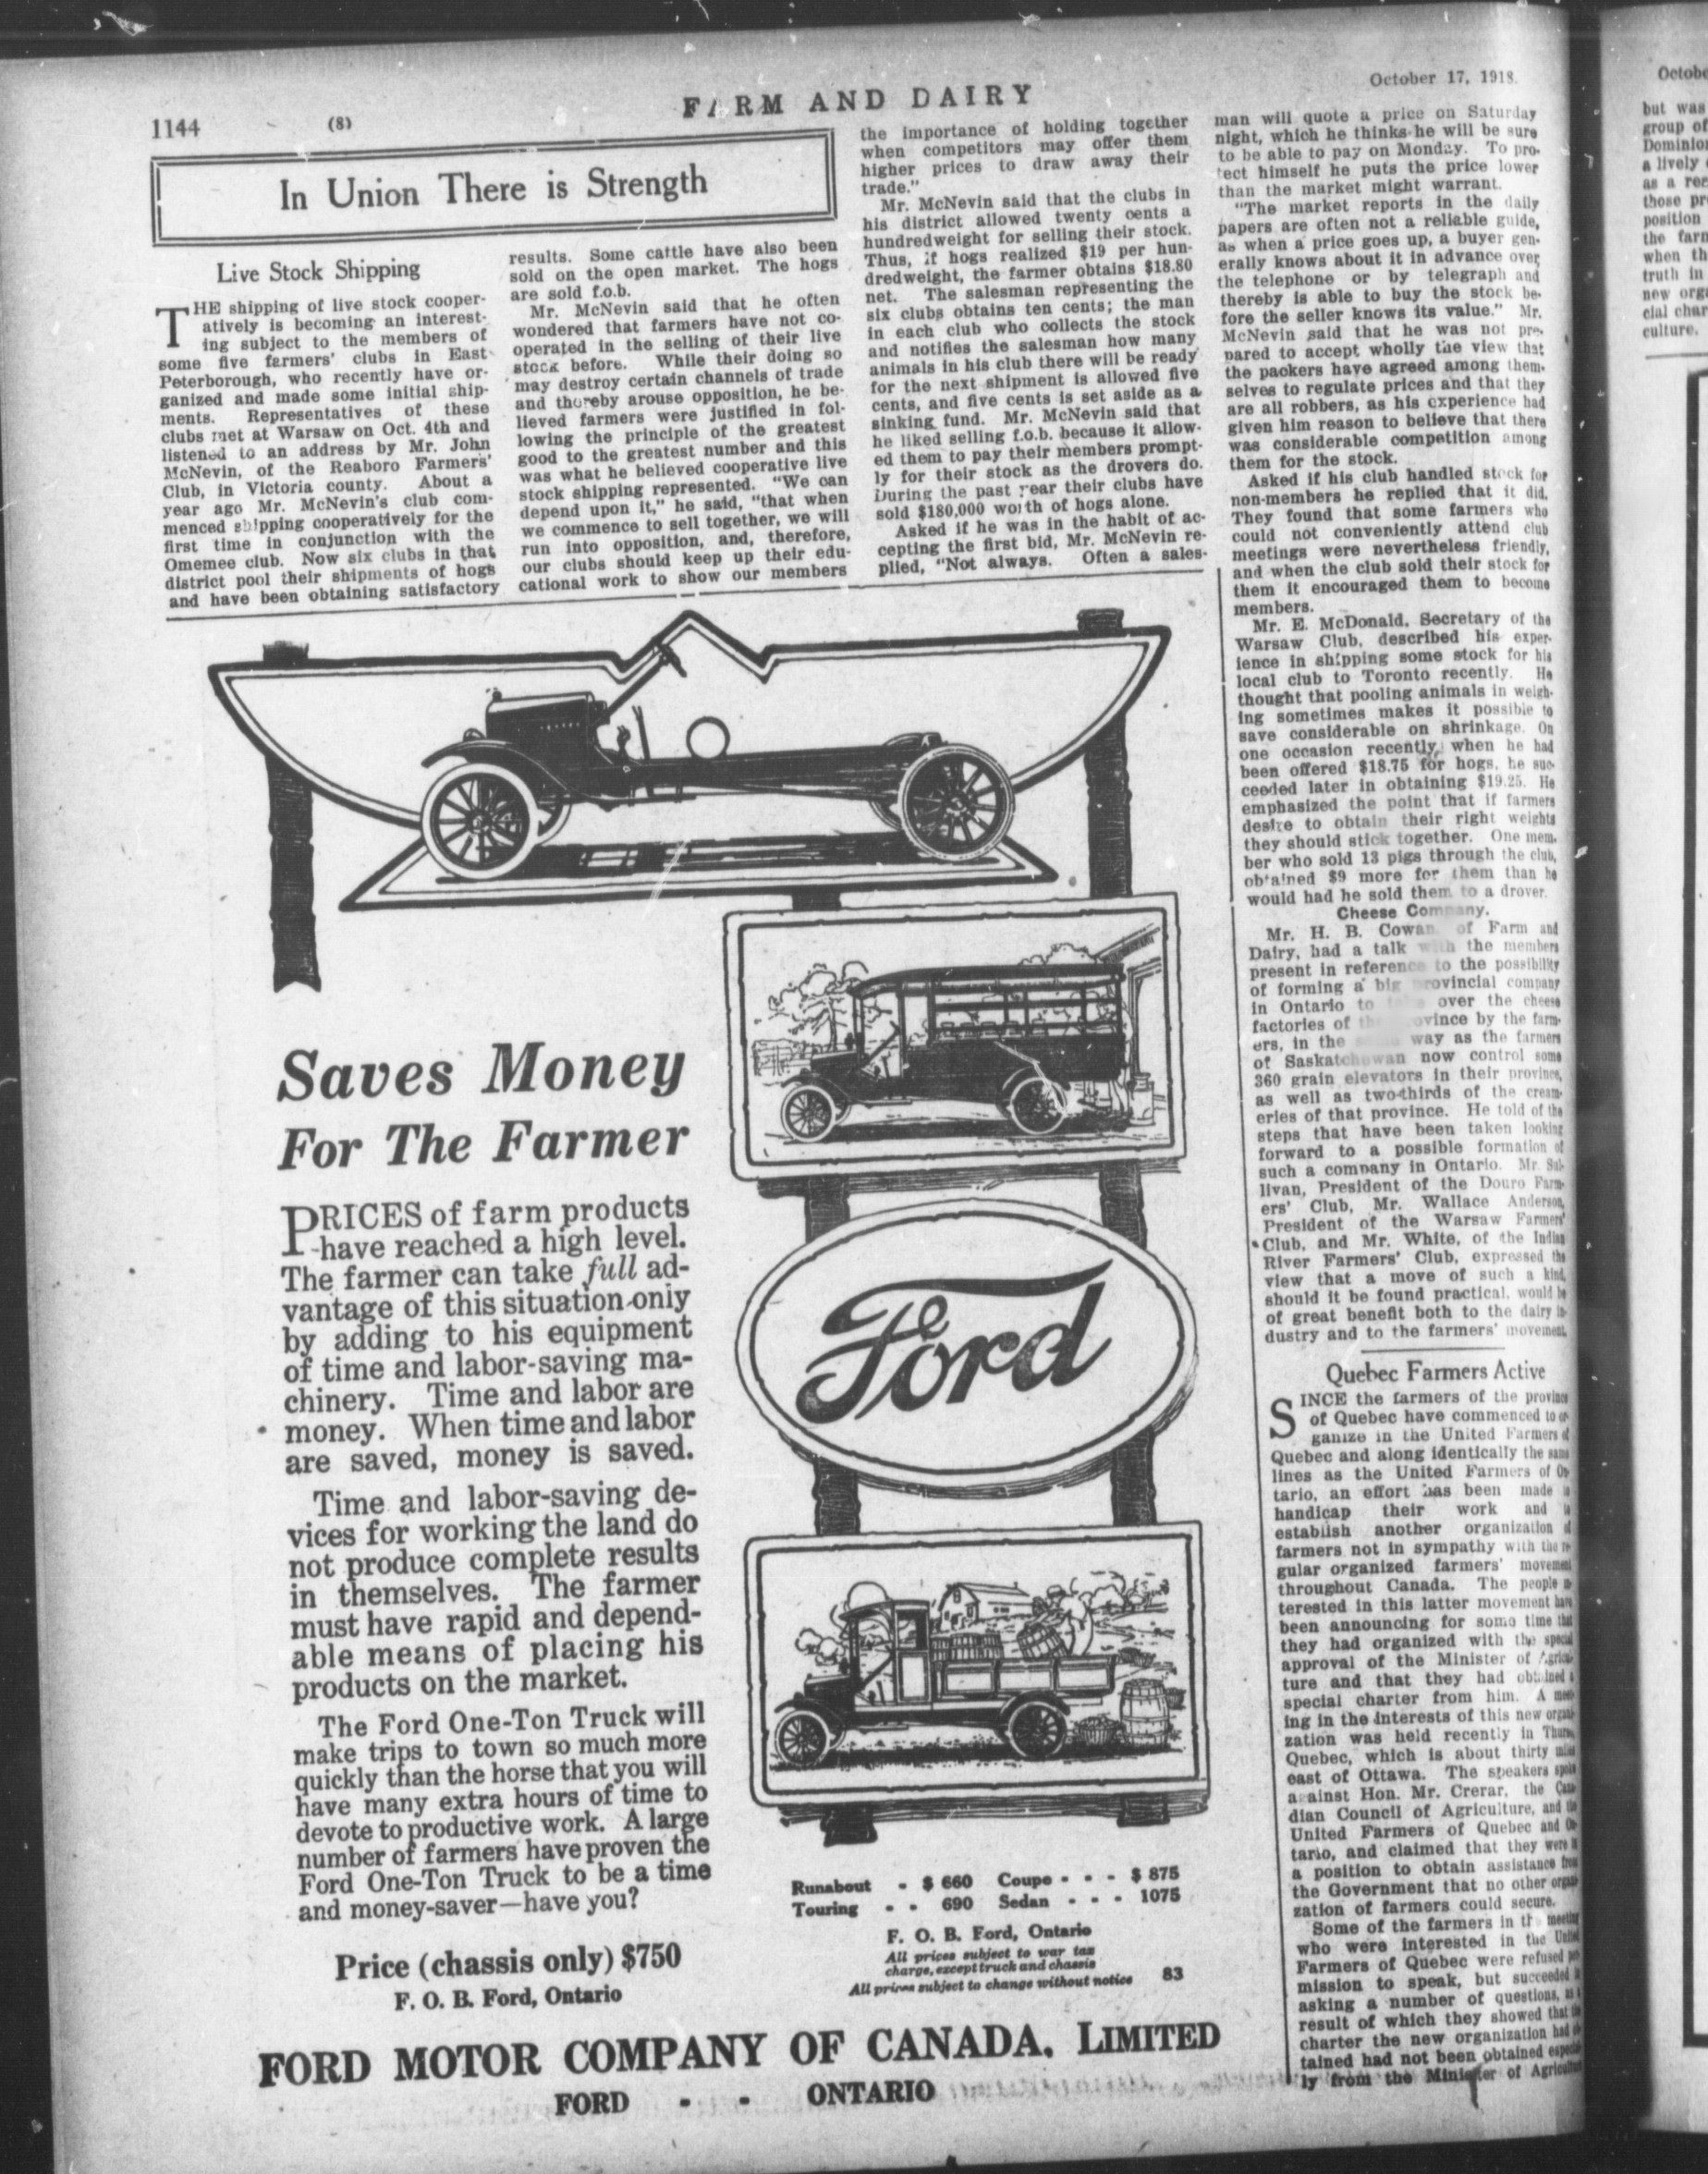 1144
(8)
FARM AND DAIRY
October 17, 1918.
In Union There is Strength
Live Stock Shipping
THE shipping of live stock cooper-
atively is becoming an interest-
ing subject to the members of
some five farmers' clubs in East
Peterborough, who recently have or-
ganized and made some initial ship-
ments. Representatives of these
clubs met at Warsaw on Oct. 4th and
listened to an address by Mr. John
McNevin, of the Reaboro Farmers'
Club, in Victoria county. About a
year ago Mr. McNevin's club com-
menced shipping cooperatively for the
first time in conjunction with the
Omemee club. Now six clubs in that
district pool their shipments of hogs
and have been obtaining satisfactory
results. Some cattle have also been
sold on the open market. The hogs
are sold f.o.b.
Mr. McNevin said that he often
wondered that farmers have not co-
operated in the selling of their live
stock before. While their doing so
may destroy certain channels of trade
and thereby arouse opposition, he be-
lieved farmers were justified in fol-
lowing the principle of the greatest
good to the greatest number and this
was what he believed cooperative live
stock shipping represented. "We can
depend upon it," he said, "that when
we commence to sell together, we will
run into opposition, and, therefore,
our clubs should keep up their edu-
cational work to show our members
the importance of holding together
when competitors may offer them
higher prices to draw away their
trade."
Mr. McNevin said that the clubs in
his district allowed twenty cents a
hundredweight for selling their stock.
Thus, if hogs realized $19 per hun-
dredweight, the farmer obtains $18.80
net. The salesman representing the
six clubs obtains ten cents; the man
in each club who collects the stock
and notifies the salesman how many
animals in his club there will be ready
for the next shipment is allowed five
cents, and five cents is set aside as a
sinking fund. Mr. McNevin said that
he liked selling f.o.b. because it allow-
ed them to pay their members prompt-
ly for their stock as the drovers do.
During the past year their clubs have
sold $180,000 worth of hogs alone.
Asked if he was in the habit of ac-
cepting the first bid, Mr. McNevin re-
plied, "Not always. Often a sales-
man will quote a price on Saturday
night, which he thinks he will be sure
to be able to pay on Monday. To pro-
tect himself he puts the price lower
than the market might warrant.
"The market reports in the daily
papers are often not a reliable guide,
as when a price goes up, a buyer gen-
erally knows about it in advance over
the telephone or by telegraph and
thereby is able to buy the stock be-
fore the seller knows its value." Mr.
McNevin said that he was not pre-
pared to accept wholly the view that
the packers have agreed among them-
selves to regulate prices and that they
are all robbers, as his experience had
given him reason to believe that there
was considerable competition among
them for the stock.
Asked if his club handled stock for
non-members he replied that it did.
They found that some farmers who
could not conveniently attend club
meetings were nevertheless friendly,
and when the club sold their stock for
them it encouraged them to become
members.
Mr. E. McDonald, Secretary of the
Warsaw Club, described his exper-
ience in shipping some stock for his
local club to Toronto recently. He
thought that pooling animals in weigh-
ing sometimes makes it possible to
save considerable on shrinkage. On
one occasion recently, when he had
been offered $18.75 for hogs, he suc-
ceeded later in obtaining $19.25. He
emphasized the point that if farmers
desire to obtain their right weights
they should stick together. One mem-
ber who sold 13 pigs through the club,
obtained $9 more for them than he
would had he sold them to a drover.
Cheese Company.
Mr. H. B. Cowan of Farm and
Dairy, had a talk with the members
present in reference to the possibility
of forming a big provincial company
in Ontario to over the cheese
factories of the province by the farm-
ers, in the way as the farmers
of Saskatchewan now control some
360 grain elevators in their province,
as well as two-thirds of the cream-
eries of that province. He told of the
steps that have been taken looking
forward to a possible formation of
such a company in Ontario. Mr. Sul-
livan, President of the Douro Farm-
ers' Club, Mr. Wallace Anderson,
President of the Warsaw Farmers'
Club, and Mr. White, of the Indian
River Farmers' Club, expressed the
view that a move of such a kind,
should it be found practical, would be
of great benefit both to the dairy in-
dustry and to the farmers' movement.
Quebec Farmers Active
SINCE the farmers of the province
of Quebec have commenced to or-
ganize in the United Farmers of
Quebec and along identically the same
lines as the United Farmers of On-
tario, an effort has been made to
handicap their work and to
establish another organization of
farmers not in sympathy with the re-
gular organized farmers' movement
throughout Canada. The people in-
terested in this latter movement have
been announcing for some time that
they had organized with the special
approval of the Minister of Agricul-
ture and that they had obtained a
special charter from him. A meet-
ing in the interests of this new organi-
zation was held recently in Thurso,
Quebec, which is about thirty miles
east of Ottawa. The speakers spoke
against Hon. Mr. Crerar, the Cana-
dian Council of Agriculture, and the
United Farmers of Quebec and On-
tario, and claimed that they were in
a position to obtain assistance from
the Government that no other organi-
zation of farmers could secure.
Some of the farmers in the meeting
who were interested in the United
Farmers of Quebec were refused per-
mission to speak, but succeeded in
asking a number of questions, as a
result of which they showed that the
charter the new organization had ob-
tained had not been obtained especial-
ly from the Minister of Agriculture
Saves Money
For The Farmer
PRICES of farm products
have reached a high level.
The farmer can take full ad-
vantage of this situation only
by adding to his equipment
of time and labor-saving ma-
chinery. Time and labor are
money. When time and labor
are saved, money is saved.
Time and labor-saving de-
vices for working the land do
not produce complete results
in themselves. The farmer
must have rapid and depend-
able means of placing his
products on the market.
The Ford One-Ton Truck will
make trips to town so much more
quickly than the horse that you will
have many extra hours of time to
devote to productive work. A large
number of farmers have proven the
Ford One-Ton Truck to be a time
and money-saver—have you?
Price (chassis only) $750
F. O. B. Ford, Ontario
Ford
Runabout - $ 660 Coupe - - - $ 875
Touring - - 690 Sedan - - - 1075
F. O. B. Ford, Ontario
All prices subject to war tax
charge, except truck and chassis
All prices subject to change without notice 83
FORD MOTOR COMPANY OF CANADA, LIMITED
FORD - - ONTARIO
but was
group of
a lively
as a
those
position
the
when
truth in
new
culture.